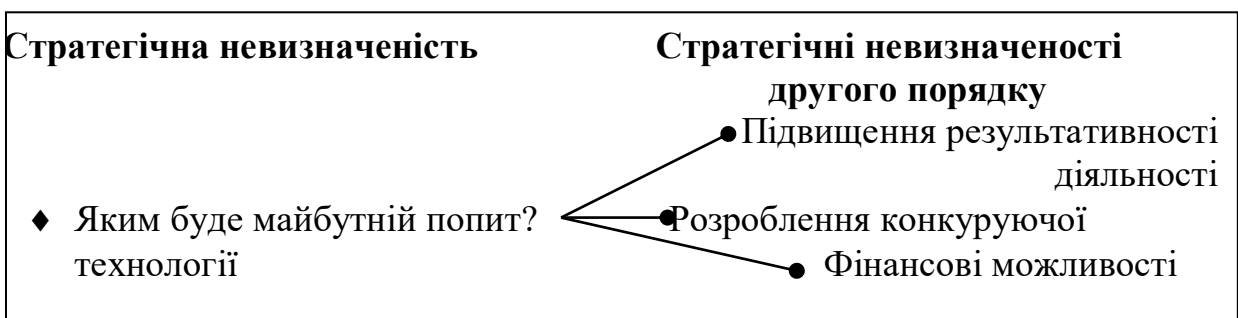 Стратегічна невизначеність Стратегічні невизначеності
другого порядку
Підвищення результативності
діяльності
♦ Яким буде майбутній попит? Розроблення конкуруючої
технології Фінансові можливості